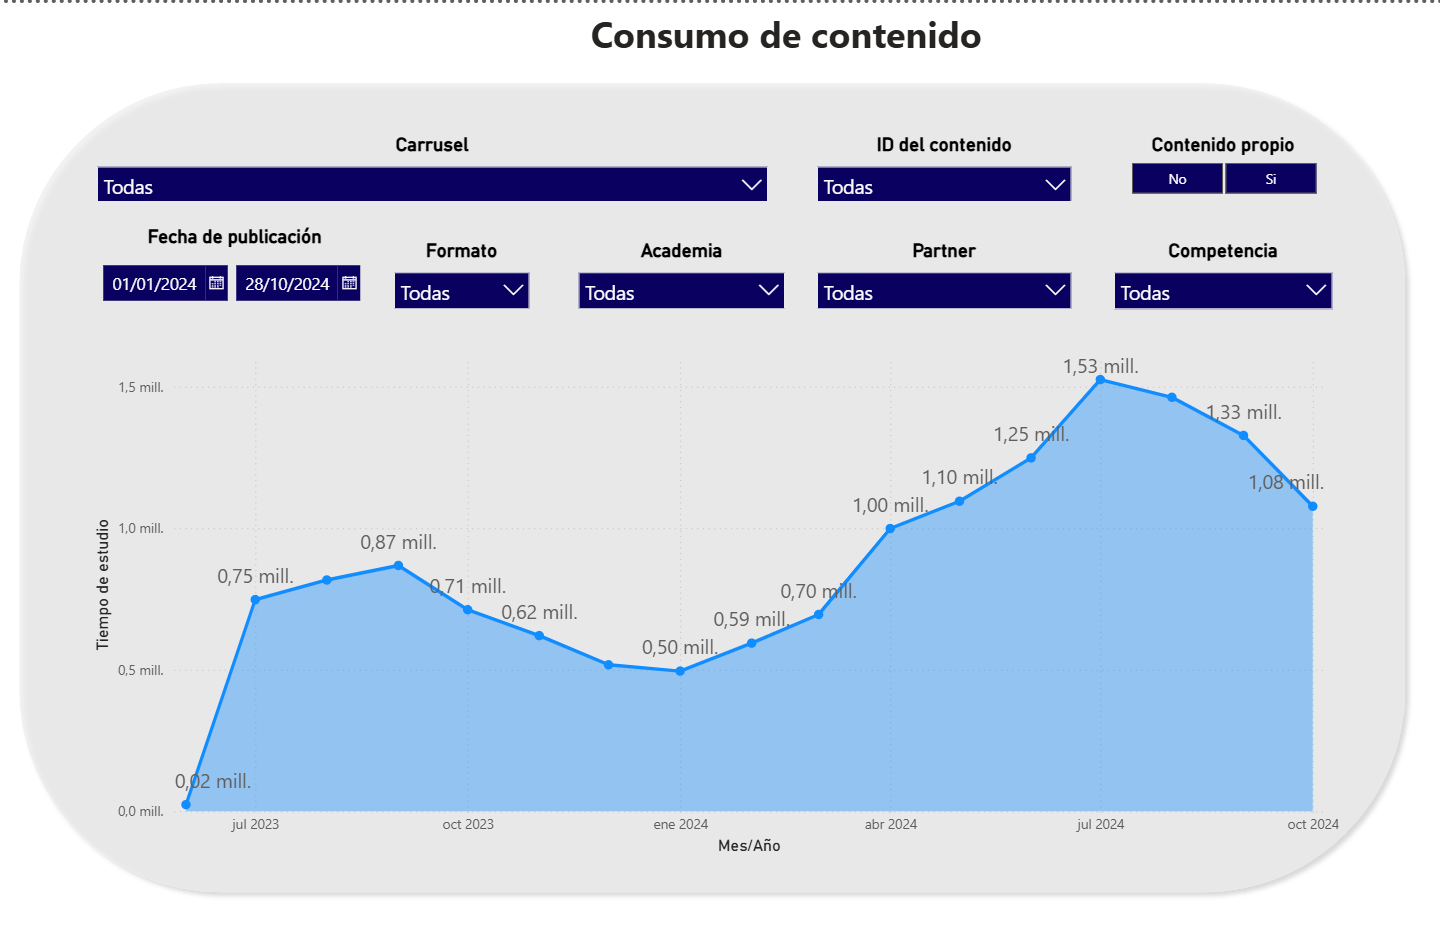 Consumo de contenido
Carrusel
ID del contenido
Contenido propio
Todas
Todas
No
Si
Fecha de publicación
Formato
Academia
Partner
Competencia
01/01/2024
28/10/2024
Todas
Todas
Todas
Todas
Tiempo de estudio
1,5 mill.
1,0 mill.
0,5 mill.
0,0 mill.
0,02 mill.
0,75 mill.
0,87 mill.
0,71 mill.
0,62 mill.
0,50 mill.
0,59 mill.
0,70 mill.
1,00 mill.
1,10 mill.
1,25 mill.
1,53 mill.
1,33 mill.
1,08 mill.
jul 2023
oct 2023
ene 2024
abr 2024
jul 2024
oct 2024
Mes/Año